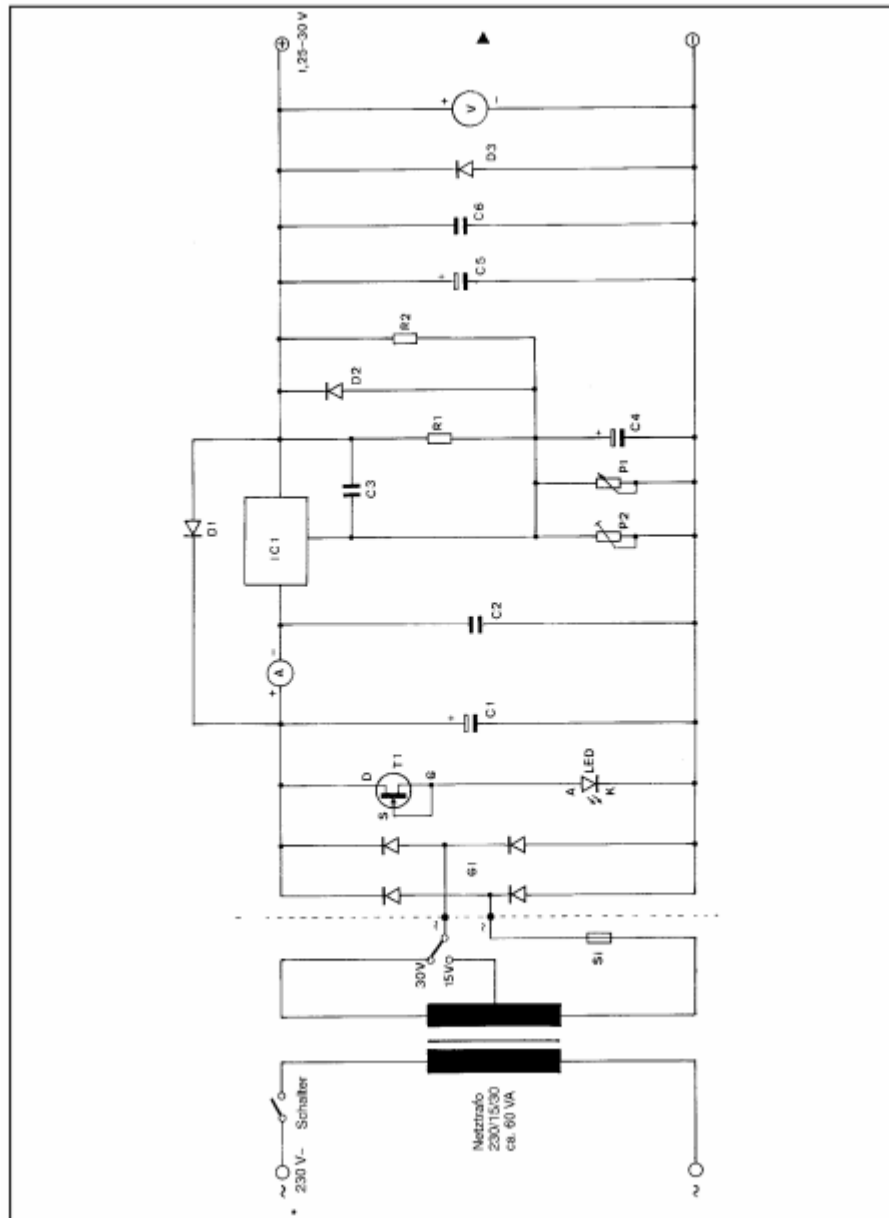 1,25–30 V
+
−
V
D3
C6
+
C5
R2
D2
D1
R1
C3
+
C4
P1
P2
IC1
C2
+
A
−
+
C1
D
T1
S
G
A
LED
K
Gl
~
~
30V
15V
Si
Netztrafo
230/15/30
ca. 60 VA
Schalter
~
230 V~
*
~